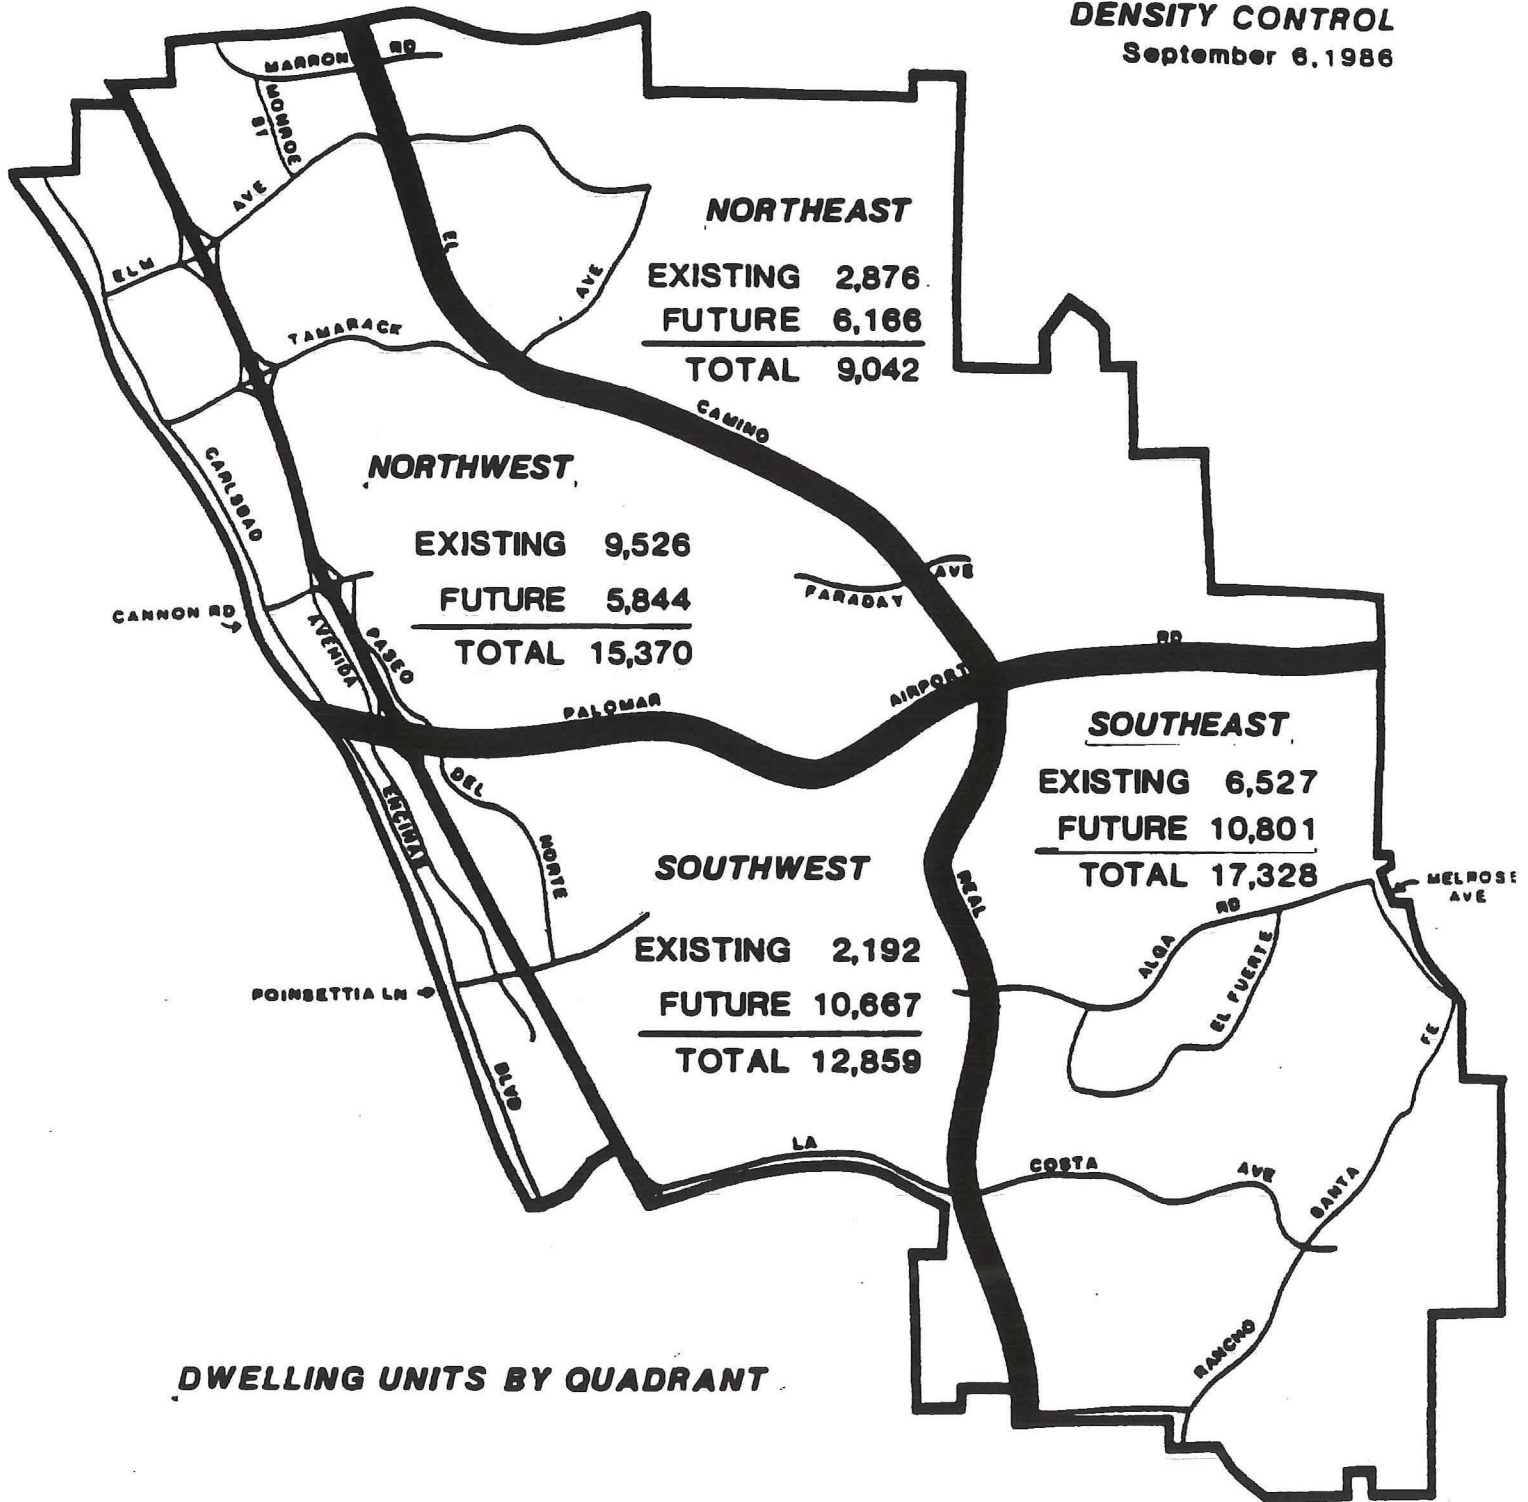 DENSITY CONTROL
September 6,1986
MARRON RD
MONROE ST
ELM AVE
TAMARACK AVE
EL CAMINO REAL
NORTHEAST
EXISTING 2,876
FUTURE 6,166
TOTAL 9,042
NORTHWEST
EXISTING 9,526
FUTURE 5,844
TOTAL 15,370
CARLSBAD BLVD
CANNON RD
AVENIDA ENCINAS
PASEO DEL NORTE
FARADAY AVE
PALOMAR AIRPORT RD
SOUTHEAST
EXISTING 6,527
FUTURE 10,801
TOTAL 17,328
MELROSE
AVE
SOUTHWEST
EXISTING 2,192
FUTURE 10,667
TOTAL 12,859
POINSETTIA LN
ALGA RD
EL FUERTE
LA COSTA AVE
RANCHO SANTA FE
DWELLING UNITS BY QUADRANT